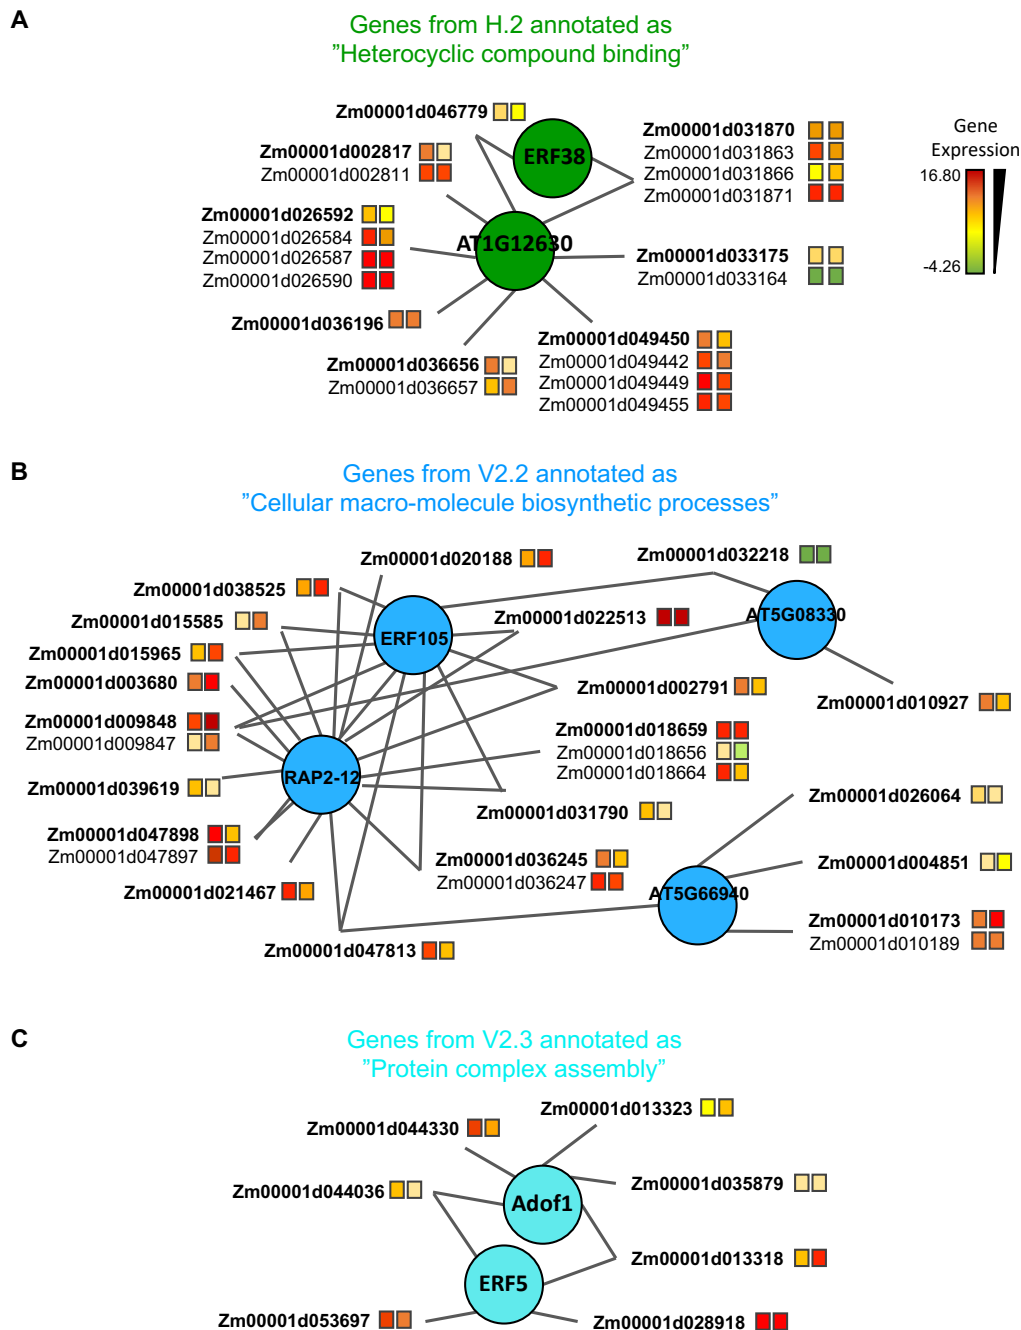 A
Genes from H.2 annotated as
”Heterocyclic compound binding”
Zm00001d046779
ERF38
Zm00001d002817
Zm00001d002811
Zm00001d031870
Zm00001d031863
Zm00001d031866
Zm00001d031871
Gene
Expression
16.80
-4.26
Zm00001d026592
Zm00001d026584
Zm00001d026587
Zm00001d026590
AT1G12630
Zm00001d033175
Zm00001d033164
Zm00001d036196
Zm00001d036656
Zm00001d036657
Zm00001d049450
Zm00001d049442
Zm00001d049449
Zm00001d049455
B
Genes from V2.2 annotated as
”Cellular macro-molecule biosynthetic processes”
Zm00001d020188
Zm00001d032218
Zm00001d038525
Zm00001d015585
Zm00001d022513
AT5G08330
ERF105
Zm00001d015965
Zm00001d003680
Zm00001d002791
Zm00001d010927
Zm00001d009848
Zm00001d009847
Zm00001d018659
Zm00001d018656
Zm00001d018664
RAP2-12
Zm00001d039619
Zm00001d026064
Zm00001d031790
Zm00001d047898
Zm00001d047897
Zm00001d036245
Zm00001d036247
Zm00001d004851
Zm00001d021467
AT5G66940
Zm00001d010173
Zm00001d010189
Zm00001d047813
C
Genes from V2.3 annotated as
”Protein complex assembly”
Zm00001d013323
Zm00001d044330
Zm00001d044036
Zm00001d035879
Adof1
Zm00001d013318
ERF5
Zm00001d053697
Zm00001d028918